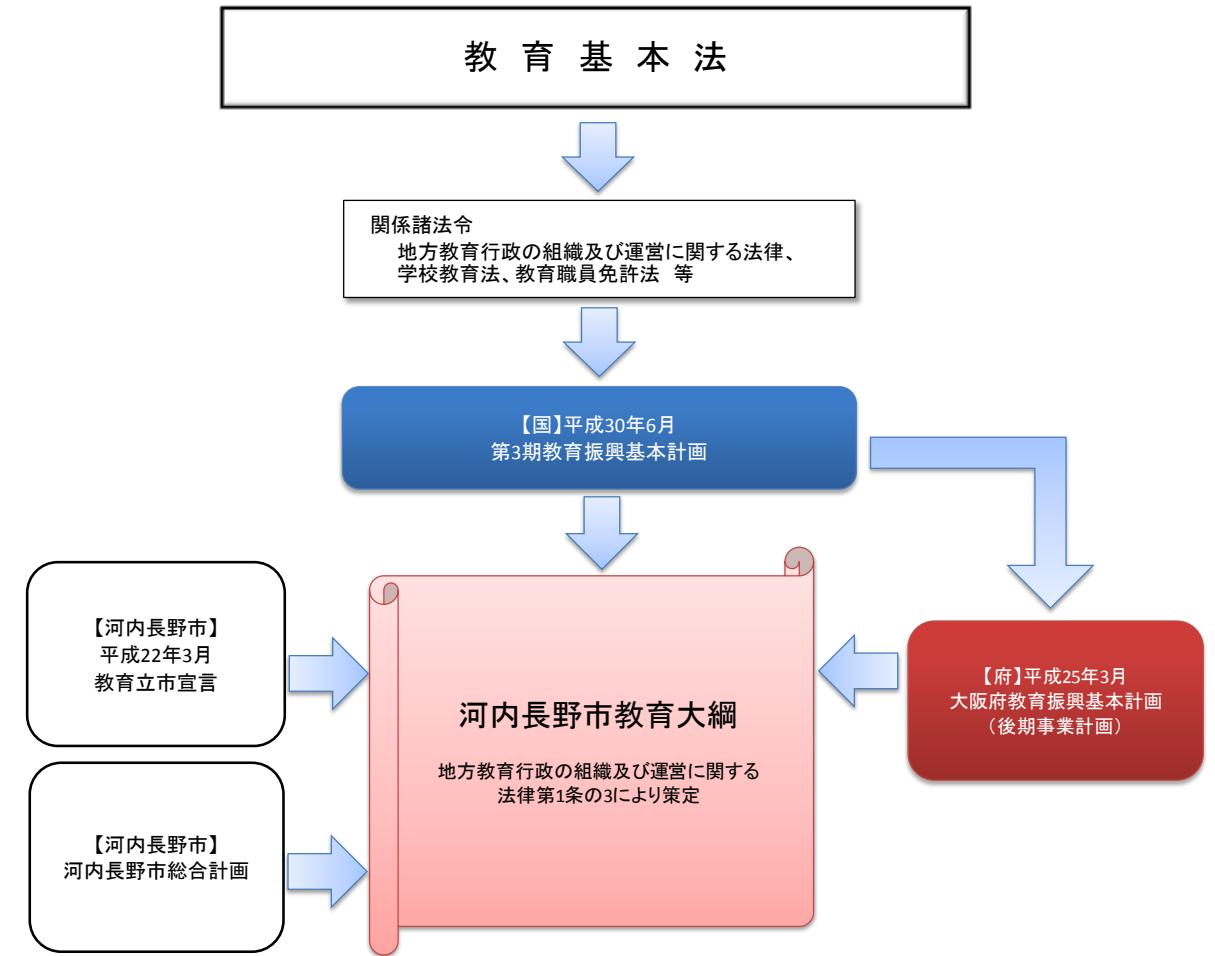 教育基本法
関係諸法令
地方教育行政の組織及び運営に関する法律、
学校教育法、教育職員免許法 等
【国】平成30年6月
第3期教育振興基本計画
【河内長野市】
平成22年3月
教育立市宣言
【河内長野市】
河内長野市総合計画
河内長野市教育大綱
地方教育行政の組織及び運営に関する
法律第1条の3により策定
【府】平成25年3月
大阪府教育振興基本計画
（後期事業計画）